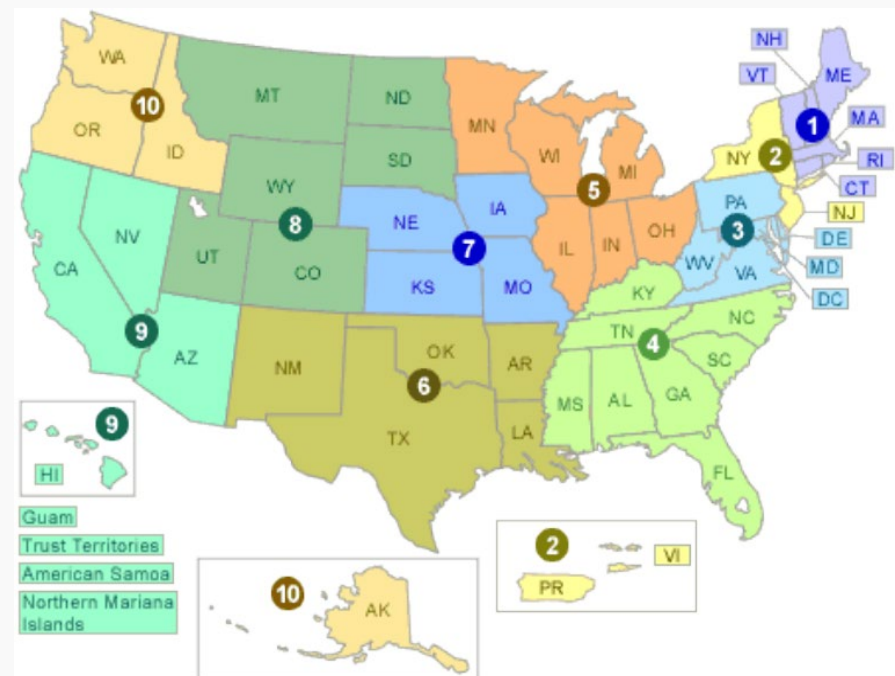 NH
WA
VT
ME
MT
ND
10
MN
1
MA
OR
ID
SD
WI
MI
NY
2
RI
WY
5
CT
IA
PA
NJ
NE
8
3
DE
NV
7
IL
IN
OH
WV
MD
UT
CA
CO
KS
MO
VA
DC
KY
9
TN
4
NC
AZ
NM
OK
AR
SC
6
MS
AL
GA
TX
LA
9
FL
HI
Guam
Trust Territories
American Samoa
Northern Mariana
Islands
2
VI
PR
10
AK